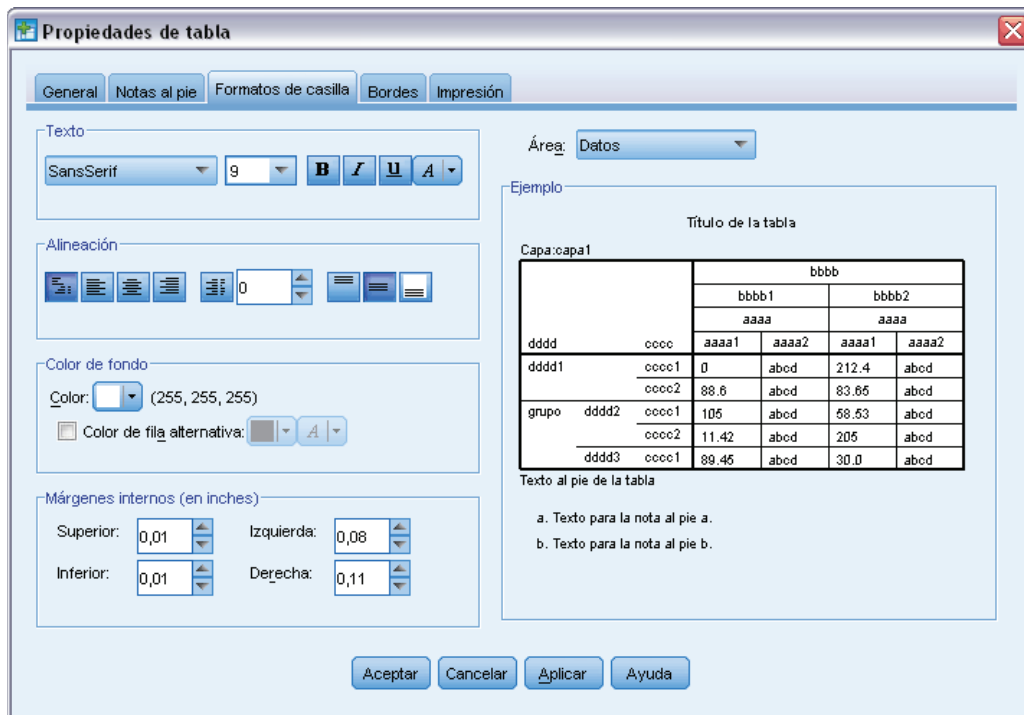 Propiedades de tabla
General Notas al pie Formatos de casilla Bordes Impresión
Texto
SansSerif 9 B I U A
Alineación
0
Color de fondo
Color: (255, 255, 255)
Color de fila alternativa: A
Márgenes internos (en inches)
Superior: 0,01 Izquierda: 0,08
Inferior: 0,01 Derecha: 0,11
Área: Datos
Ejemplo
Título de la tabla
Capa:capa1
bbbb
bbbb1 bbbb2
aaaa aaaa
dddd cccc aaaa1 aaaa2 aaaa1 aaaa2
dddd1 cccc1 0 abcd 212.4 abcd
cccc2 88.6 abcd 83.65 abcd
grupo dddd2 cccc1 105 abcd 58.53 abcd
cccc2 11.42 abcd 205 abcd
dddd3 cccc1 89.45 abcd 30.0 abcd
Texto al pie de la tabla
a. Texto para la nota al pie a.
b. Texto para la nota al pie b.
Aceptar Cancelar Aplicar Ayuda